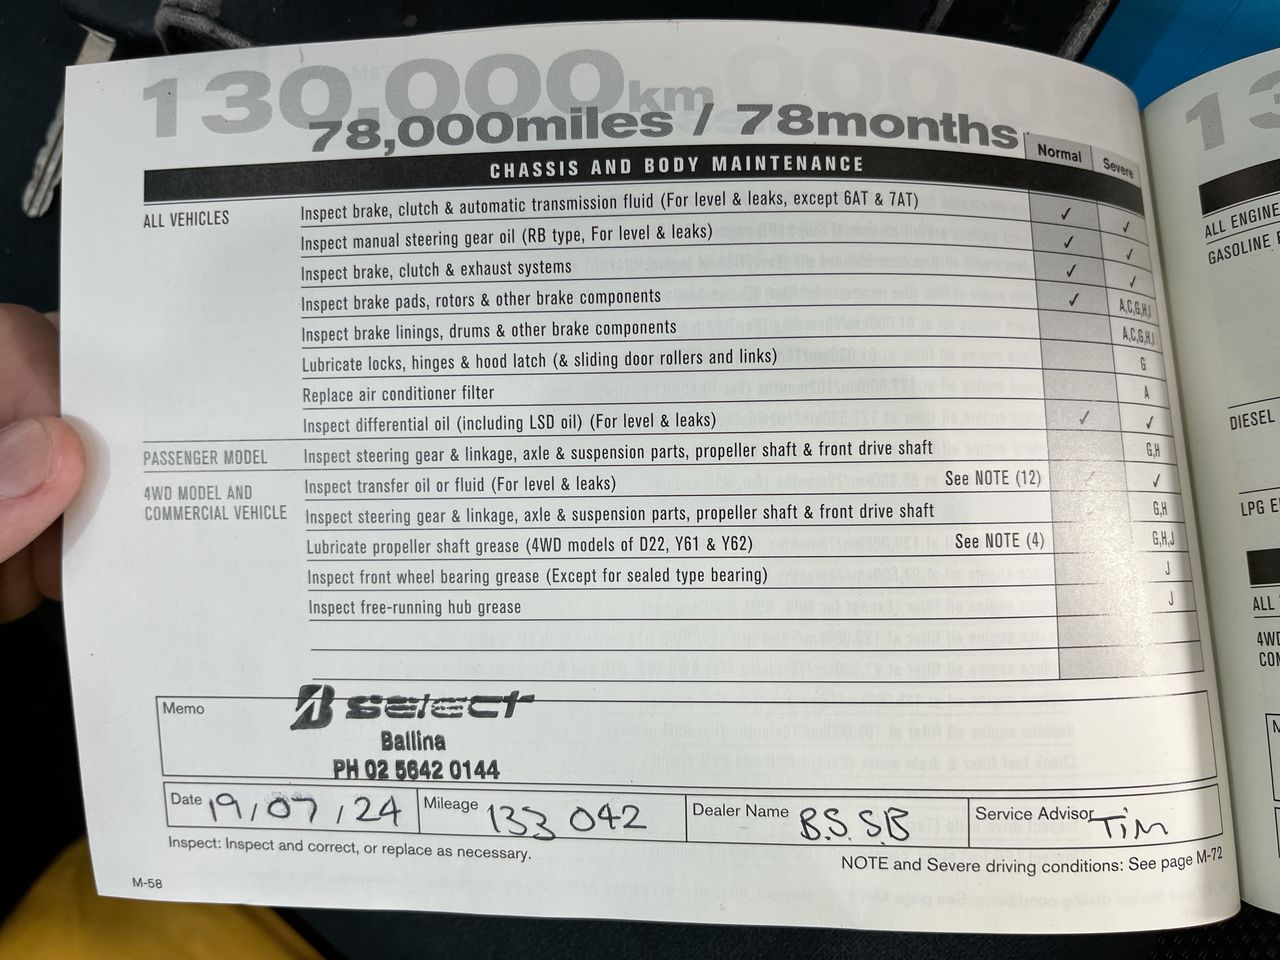 130,000km
78,000miles / 78months
Normal Severe
CHASSIS AND BODY MAINTENANCE
ALL VEHICLES
Inspect brake, clutch & automatic transmission fluid (For level & leaks, except 6AT & 7AT) ✓ ✓
Inspect manual steering gear oil (RB type, For level & leaks) ✓ ✓
Inspect brake, clutch & exhaust systems ✓ ✓
Inspect brake pads, rotors & other brake components ✓ A,C,G,H,I
Inspect brake linings, drums & other brake components A,C,G,H,I
Lubricate locks, hinges & hood latch (& sliding door rollers and links) G
Replace air conditioner filter A
Inspect differential oil (including LSD oil) (For level & leaks) ✓ ✓
PASSENGER MODEL
Inspect steering gear & linkage, axle & suspension parts, propeller shaft & front drive shaft G,H
4WD MODEL AND
COMMERCIAL VEHICLE
Inspect transfer oil or fluid (For level & leaks) See NOTE (12) ✓ ✓
Inspect steering gear & linkage, axle & suspension parts, propeller shaft & front drive shaft G,H
Lubricate propeller shaft grease (4WD models of D22, Y61 & Y62) See NOTE (4) G,H,J
Inspect front wheel bearing grease (Except for sealed type bearing) J
Inspect free-running hub grease J
Memo
B select
Ballina
PH 02 5642 0144
Date 19/07/24
Mileage 133 042
Dealer Name B.S.SB
Service Advisor Tim
Inspect: Inspect and correct, or replace as necessary.
NOTE and Severe driving conditions: See page M-72
M-58
13
ALL ENGINE
GASOLINE
DIESEL
LPG
ALL
4WD